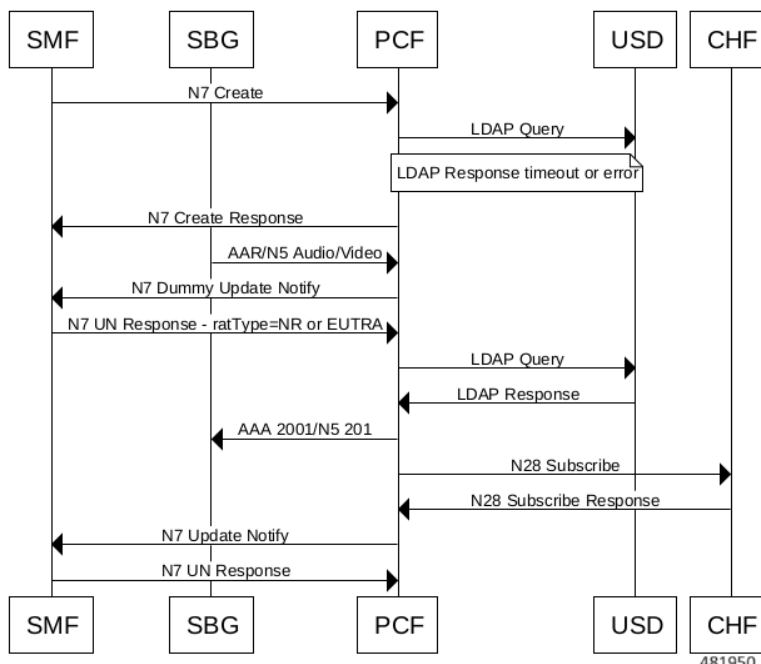 SMF SBG PCF USD CHF
N7 Create
LDAP Query
LDAP Response timeout or error
N7 Create Response
AAR/N5 Audio/Video
N7 Dummy Update Notify
N7 UN Response - ratType=NR or EUTRA
LDAP Query
LDAP Response
AAA 2001/N5 201
N28 Subscribe
N28 Subscribe Response
N7 Update Notify
N7 UN Response
SMF SBG PCF USD CHF
481950